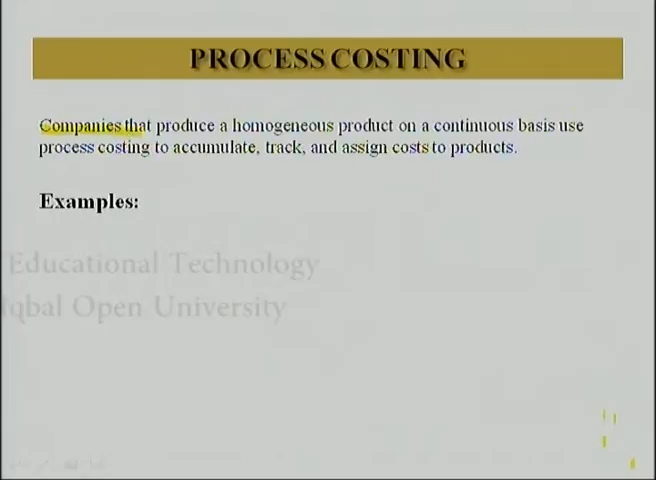 PROCESS COSTING
Companies that produce a homogeneous product on a continuous basis use
process costing to accumulate, track, and assign costs to products.
Examples:
Educational Technology
Iqbal Open University